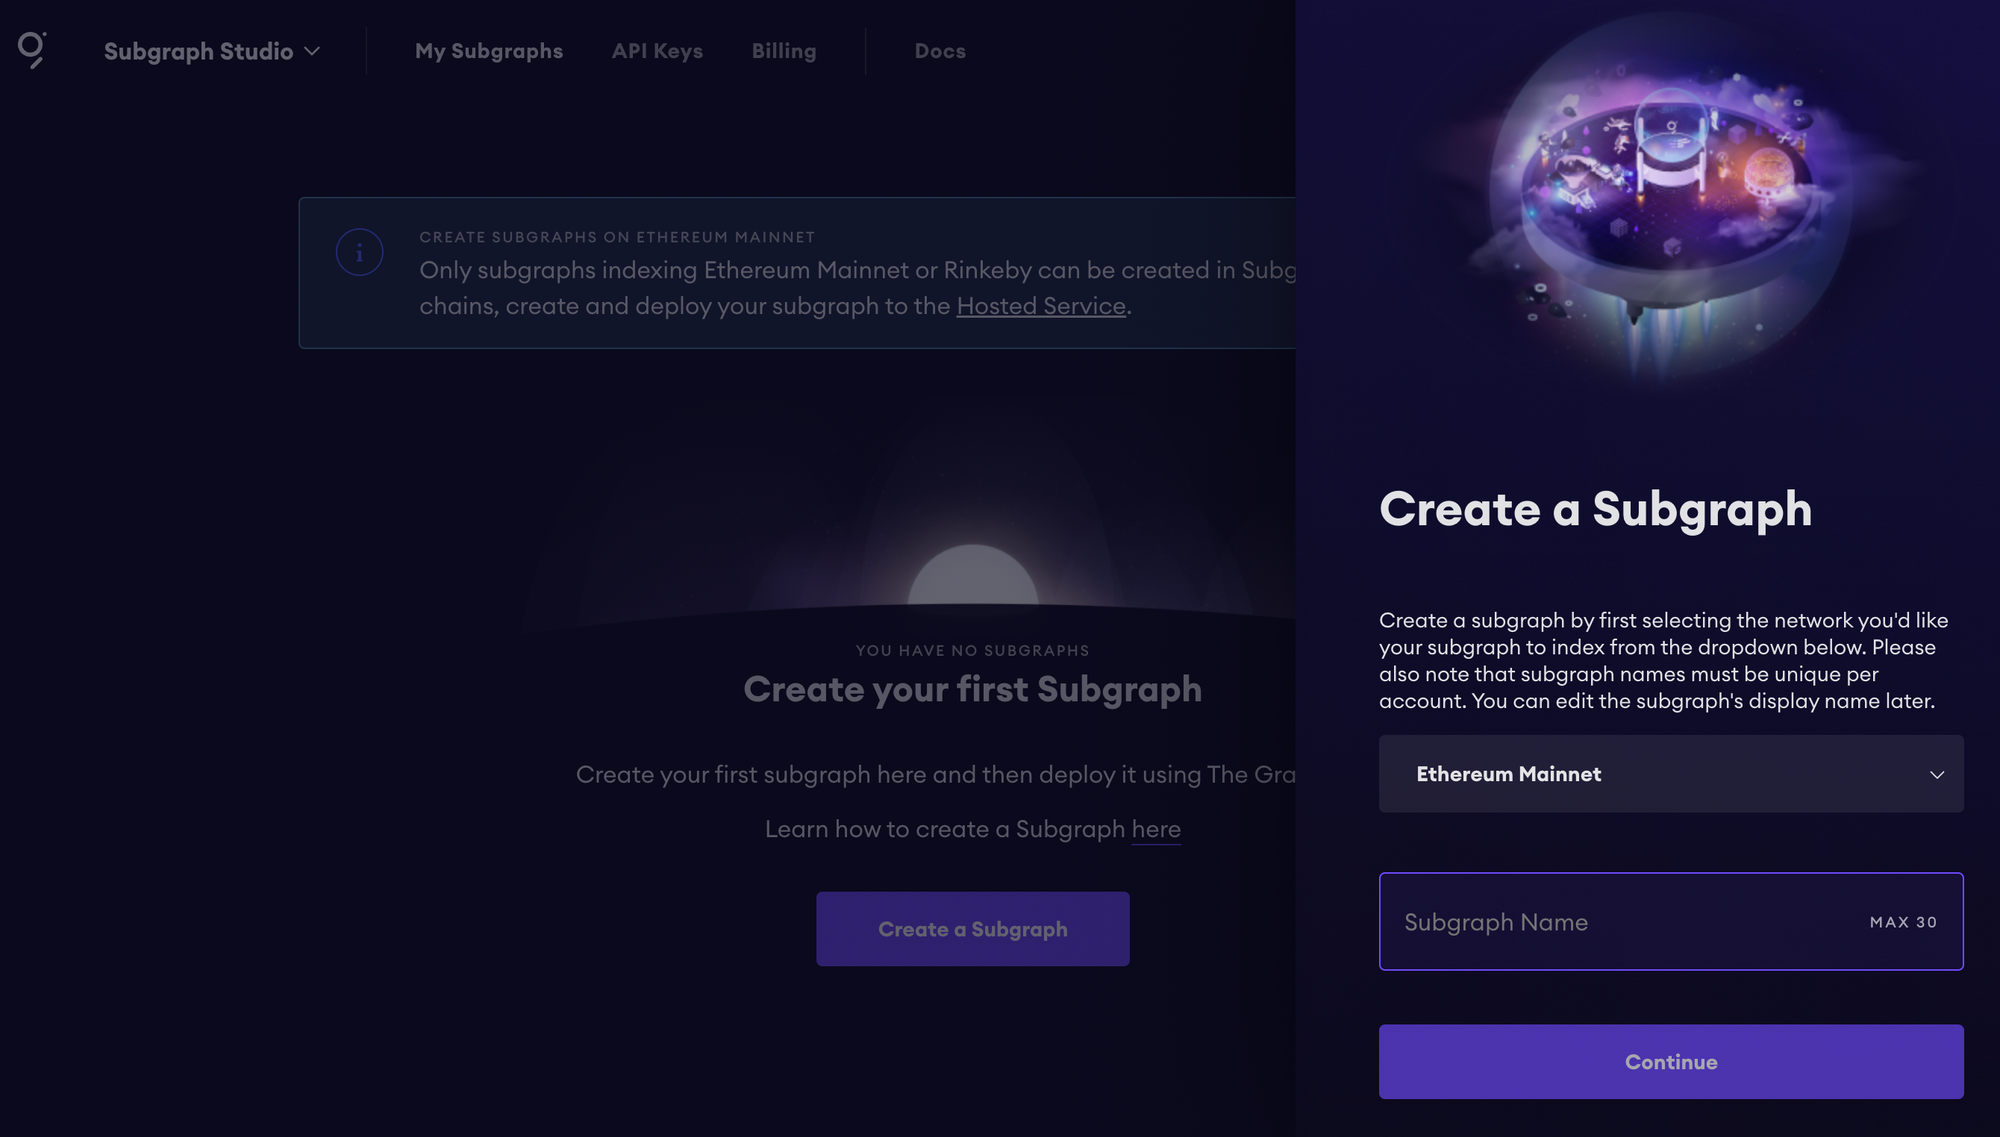 Subgraph Studio
My Subgraphs
API Keys
Billing
Docs
CREATE SUBGRAPHS ON ETHEREUM MAINNET
Only subgraphs indexing Ethereum Mainnet or Rinkeby can be created in Subg
chains, create and deploy your subgraph to the Hosted Service.
YOU HAVE NO SUBGRAPHS
Create your first Subgraph
Create your first subgraph here and then deploy it using The Gra
Learn how to create a Subgraph here
Create a Subgraph
Create a Subgraph
Create a subgraph by first selecting the network you'd like
your subgraph to index from the dropdown below. Please
also note that subgraph names must be unique per
account. You can edit the subgraph's display name later.
Ethereum Mainnet
Subgraph Name
MAX 30
Continue